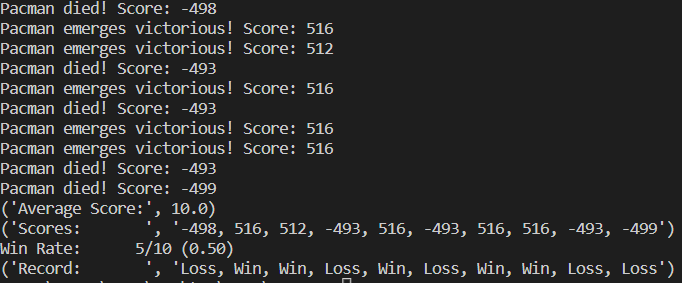 Pacman died! Score: -498
Pacman emerges victorious! Score: 516
Pacman emerges victorious! Score: 512
Pacman died! Score: -493
Pacman emerges victorious! Score: 516
Pacman died! Score: -493
Pacman emerges victorious! Score: 516
Pacman emerges victorious! Score: 516
Pacman died! Score: -493
Pacman died! Score: -499
('Average Score:', 10.0)
('Scores:       ', '-498, 516, 512, -493, 516, -493, 516, 516, -493, -499')
Win Rate:      5/10 (0.50)
('Record:       ', 'Loss, Win, Win, Loss, Win, Loss, Win, Win, Loss, Loss')